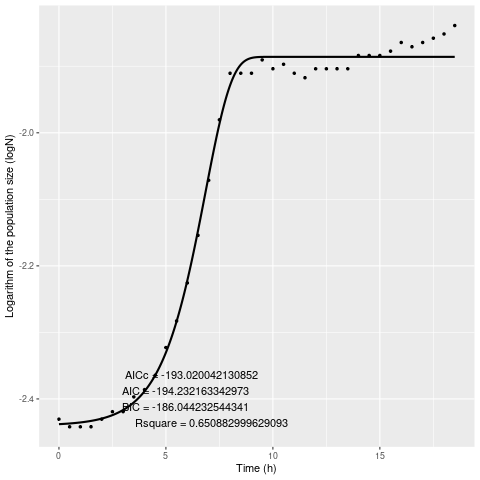 -2.0
-2.2
-2.4
Logarithm of the population size (logN)
AICc = -193.020042130852
AIC = -194.232163342973
BIC = -186.044232544341
Rsquare = 0.650882999629093
0 5 10 15
Time (h)